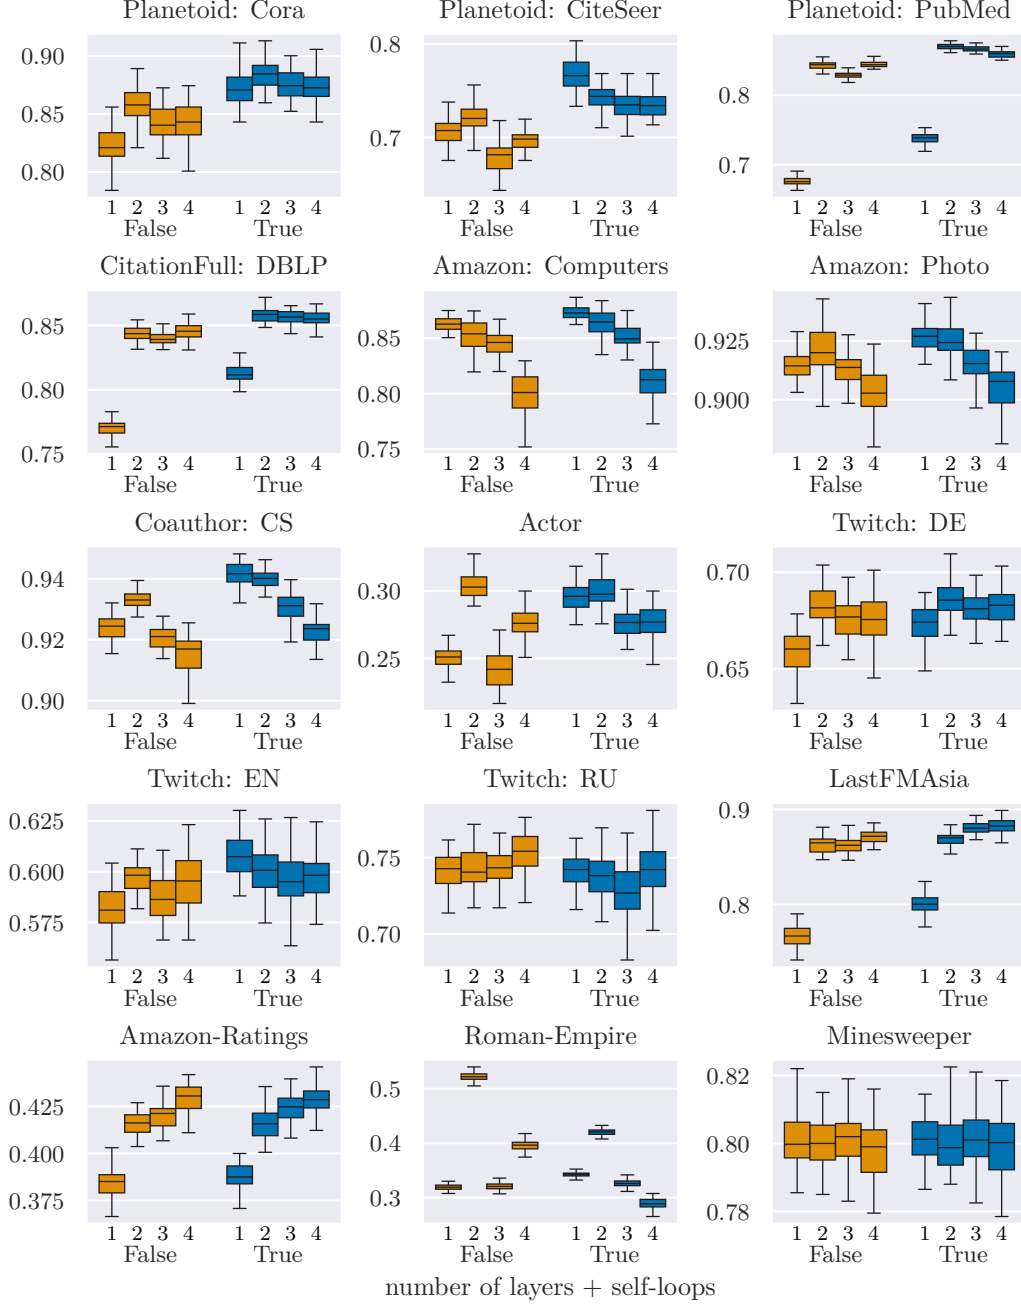 Planetoid: Cora
Planetoid: CiteSeer
Planetoid: PubMed
0.90
0.85
0.80
1 2 3 4 1 2 3 4
False True
0.8
0.7
1 2 3 4 1 2 3 4
False True
0.8
0.7
1 2 3 4 1 2 3 4
False True
CitationFull: DBLP
Amazon: Computers
Amazon: Photo
0.85
0.80
0.75
1 2 3 4 1 2 3 4
False True
0.85
0.80
0.75
1 2 3 4 1 2 3 4
False True
0.925
0.900
1 2 3 4 1 2 3 4
False True
Coauthor: CS
Actor
Twitch: DE
0.94
0.92
0.90
1 2 3 4 1 2 3 4
False True
0.30
0.25
1 2 3 4 1 2 3 4
False True
0.70
0.65
1 2 3 4 1 2 3 4
False True
Twitch: EN
Twitch: RU
LastFMAsia
0.625
0.600
0.575
1 2 3 4 1 2 3 4
False True
0.75
0.70
1 2 3 4 1 2 3 4
False True
0.9
0.8
1 2 3 4 1 2 3 4
False True
Amazon-Ratings
Roman-Empire
Minesweeper
0.425
0.400
0.375
1 2 3 4 1 2 3 4
False True
0.5
0.4
0.3
1 2 3 4 1 2 3 4
False True
0.82
0.80
0.78
1 2 3 4 1 2 3 4
False True
number of layers + self-loops